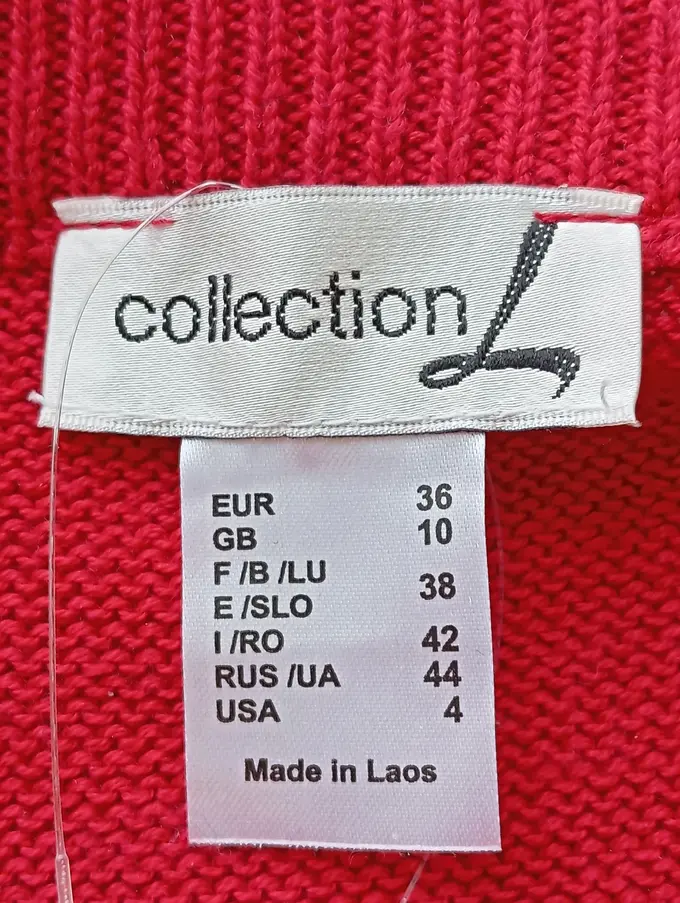 collection L
EUR 36
GB 10
F /B /LU
E /SLO 38
I /RO 42
RUS /UA 44
USA 4
Made in Laos